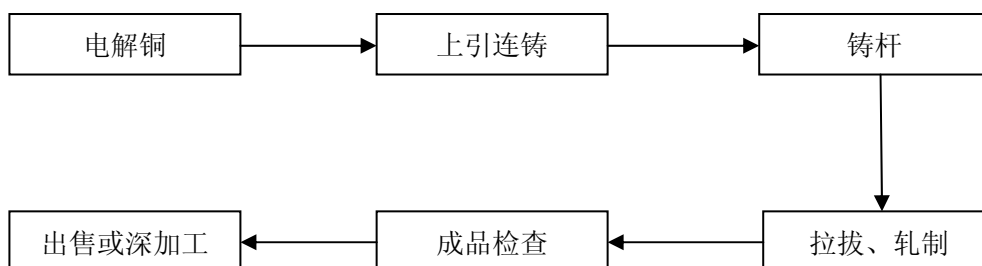 电解铜
上引连铸
铸杆
拉拔、轧制
成品检查
出售或深加工